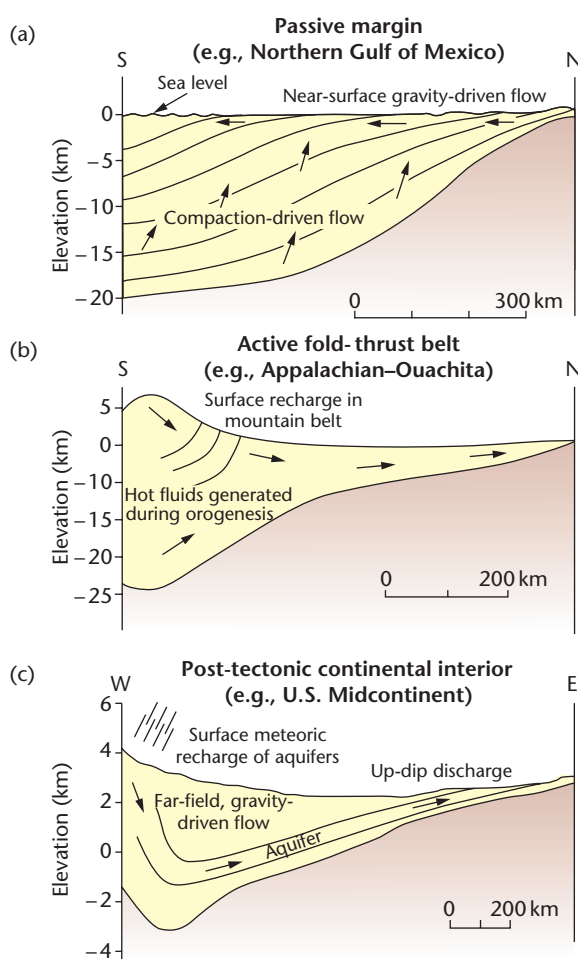 (a)
Passive margin
(e.g., Northern Gulf of Mexico)
S
N
Sea level
Near-surface gravity-driven flow
Elevation (km)
0
−5
−10
−15
−20
Compaction-driven flow
0 300 km
(b)
Active fold-thrust belt
(e.g., Appalachian–Ouachita)
S
N
Surface recharge in
mountain belt
Elevation (km)
5
0
−10
−15
−20
−25
Hot fluids generated
during orogenesis
0 200 km
(c)
Post-tectonic continental interior
(e.g., U.S. Midcontinent)
W
E
Surface meteoric
recharge of aquifers
Up-dip discharge
Elevation (km)
6
4
2
0
−2
−4
Far-field, gravity-
driven flow
Aquifer
0 200 km